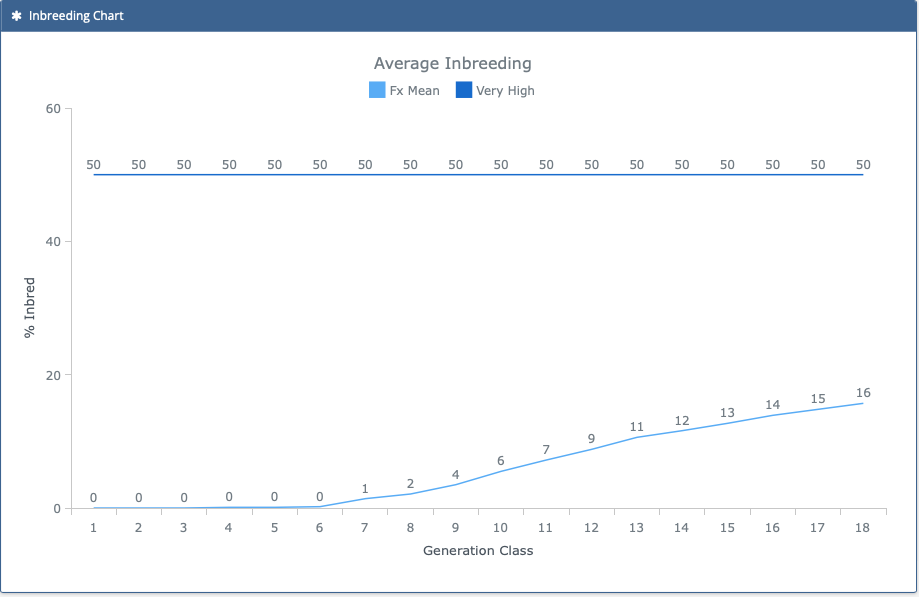 Inbreeding Chart
Average Inbreeding
Fx Mean Very High
60
50 50 50 50 50 50 50 50 50 50 50 50 50 50 50 50 50 50
40
% Inbred
20
0 0 0 0 0 0 1 2 4 6 7 9 11 12 13 14 15 16
0
1 2 3 4 5 6 7 8 9 10 11 12 13 14 15 16 17 18
Generation Class